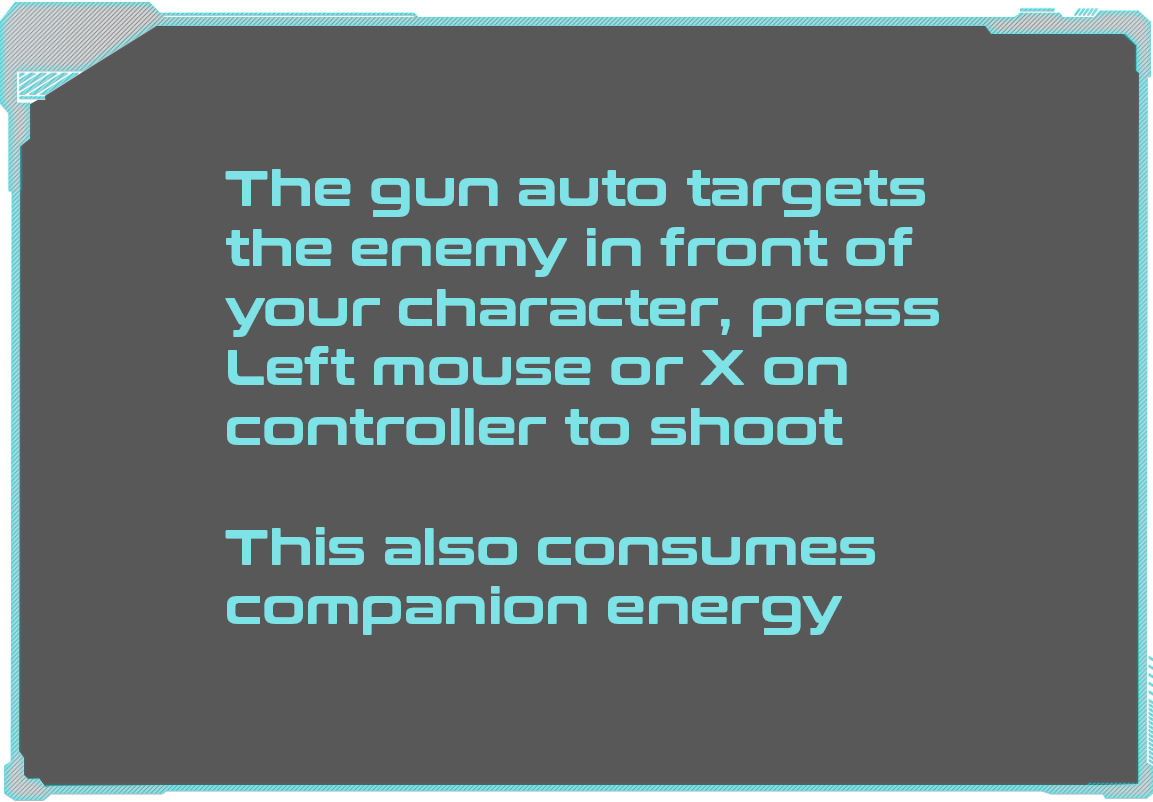 The gun auto targets
the enemy in front of
your character, press
Left mouse or X on
controller to shoot
This also consumes
companion energy